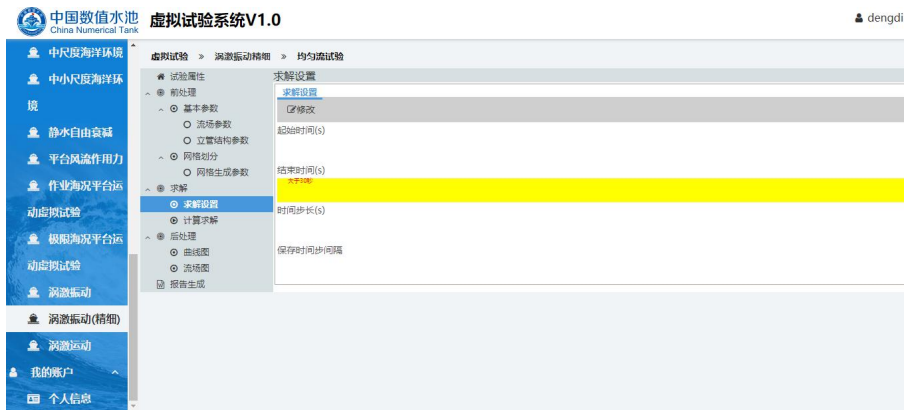 中国数值水池
China Numerical Tank
虚拟试验系统V1.0
dengdi
中尺度海洋环境
中小尺度海洋环
境
静水自由衰减
平台风流作用力
作业海况平台运
动虚拟试验
极限海况平台运
动虚拟试验
涡激振动
涡激振动(精细)
涡激运动
我的账户
个人信息
虚拟试验 » 涡激振动精细 » 均匀流试验
试验属性
前处理
基本参数
流场参数
立管结构参数
网格划分
网格生成参数
求解
求解设置
计算求解
后处理
曲线图
流场图
报告生成
求解设置
求解设置
修改
起始时间(s)
结束时间(s)
大于30秒
时间步长(s)
保存时间步间隔